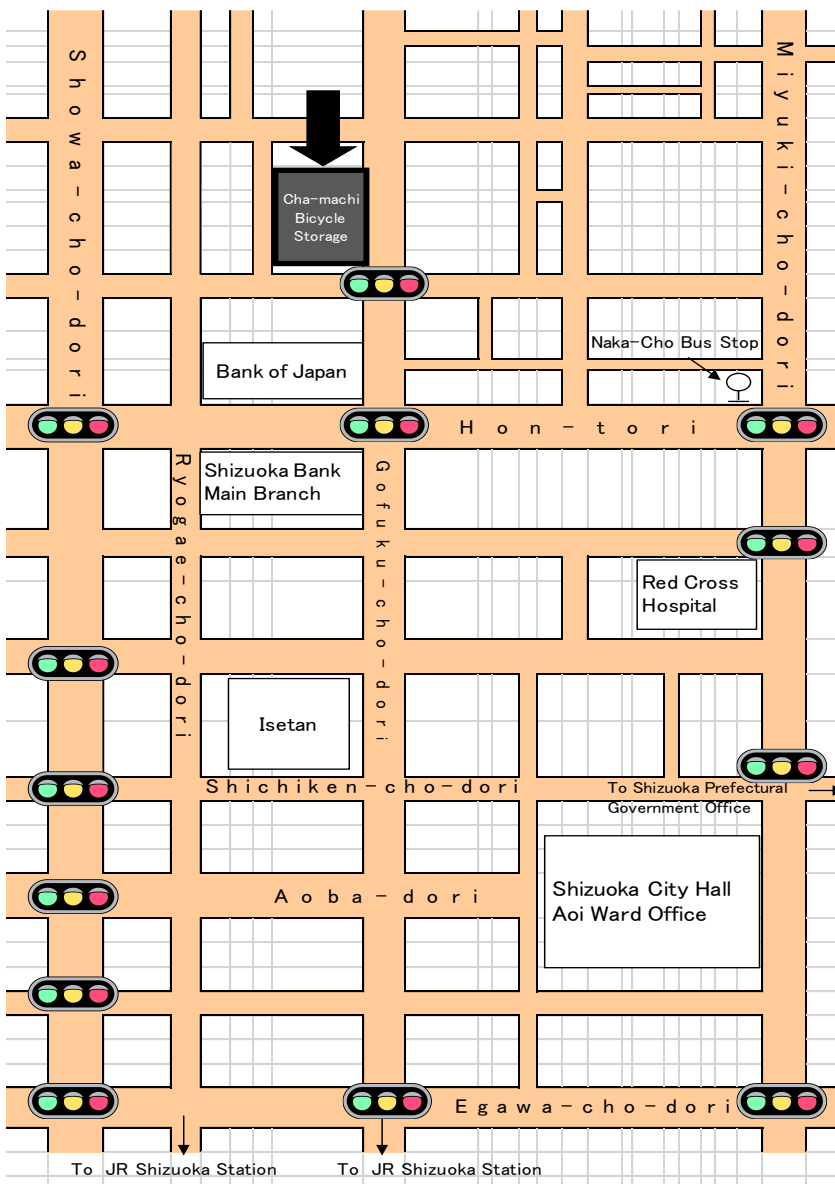 Showa-cho-dori
Miyuki-cho-dori
Cha-machi
Bicycle
Storage
Naka-Cho Bus Stop
Bank of Japan
Hon-tori
Ryogae-cho-dori
Shizuoka Bank
Main Branch
Gofuku-cho-dori
Red Cross
Hospital
Isetan
Shichiken-cho-dori
To Shizuoka Prefectural
Government Office
Shizuoka City Hall
Aoi Ward Office
Aoba-dori
Egawa-cho-dori
To JR Shizuoka Station
To JR Shizuoka Station